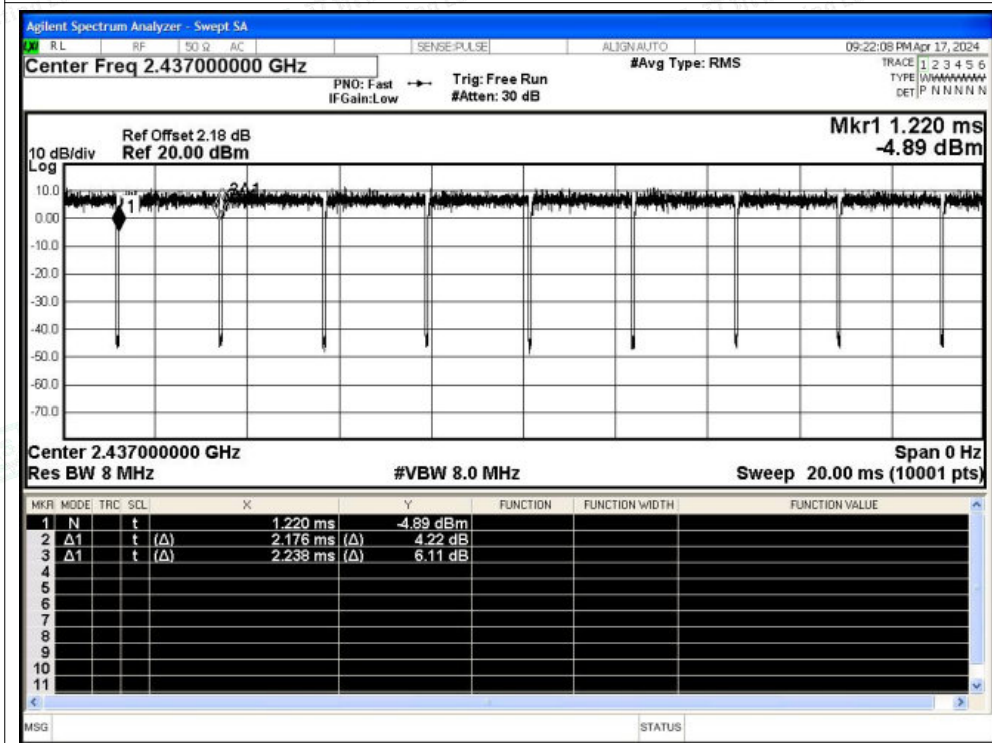 Agilent Spectrum Analyzer - Swept SA
LXI RL RF 50 Ω AC SENSE:PULSE ALIGNAUTO 09:22:08 PM Apr 17, 2024
Center Freq 2.437000000 GHz #Avg Type: RMS TRACE 1 2 3 4 5 6
PNO: Fast Trig: Free Run TYPE WWWWWW
IFGain:Low #Atten: 30 dB DET P N N N N N
Mkr1 1.220 ms
Ref Offset 2.18 dB
10 dB/div Ref 20.00 dBm -4.89 dBm
Log
10.0
3Δ1
1
0.00
-10.0
-20.0
-30.0
-40.0
-50.0
-60.0
-70.0
Center 2.437000000 GHz Span 0 Hz
Res BW 8 MHz #VBW 8.0 MHz Sweep 20.00 ms (10001 pts)
MKR MODE TRC SCL X Y FUNCTION FUNCTION WIDTH FUNCTION VALUE
1 N t 1.220 ms -4.89 dBm
2 Δ1 t (Δ) 2.176 ms (Δ) 4.22 dB
3 Δ1 t (Δ) 2.238 ms (Δ) 6.11 dB
4
5
6
7
8
9
10
11
MSG STATUS